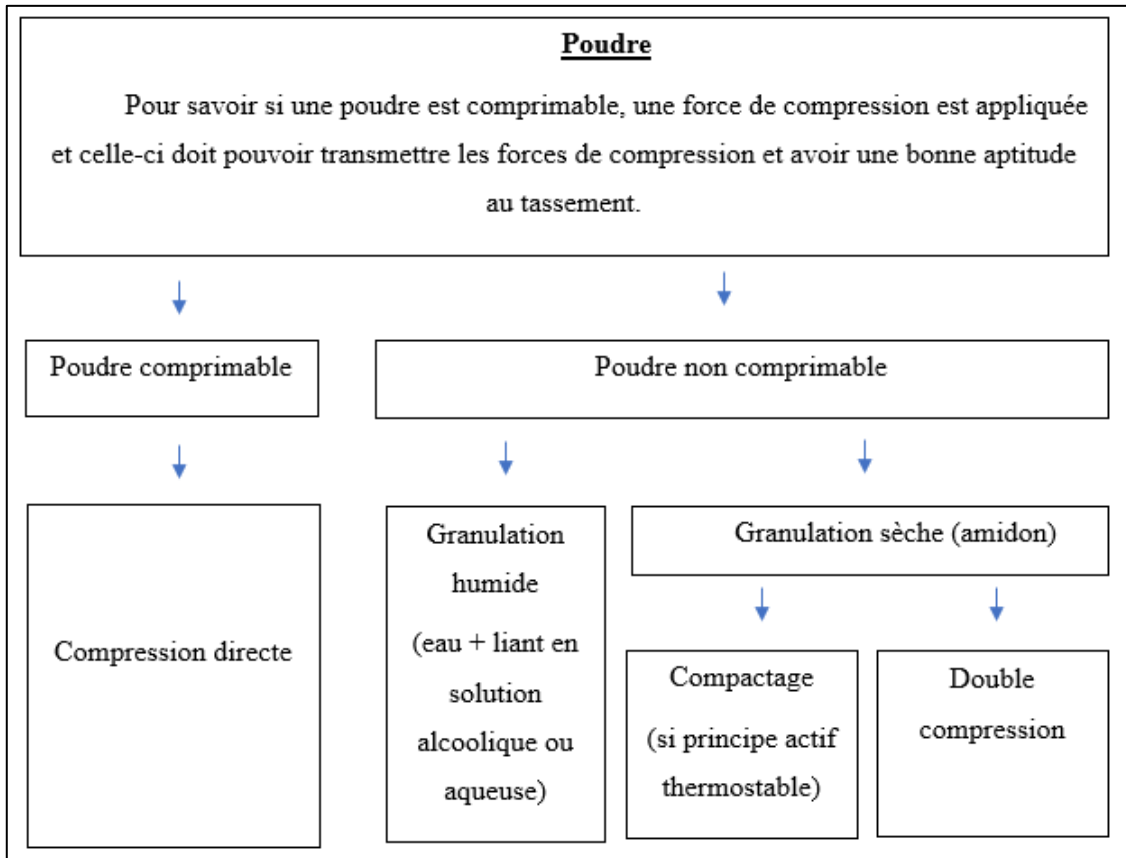 Poudre
Pour savoir si une poudre est comprimable, une force de compression est appliquée
et celle-ci doit pouvoir transmettre les forces de compression et avoir une bonne aptitude
au tassement.
Poudre comprimable
Poudre non comprimable
Compression directe
Granulation
humide
(eau + liant en
solution
alcoolique ou
aqueuse)
Granulation sèche (amidon)
Compactage
(si principe actif
thermostable)
Double
compression